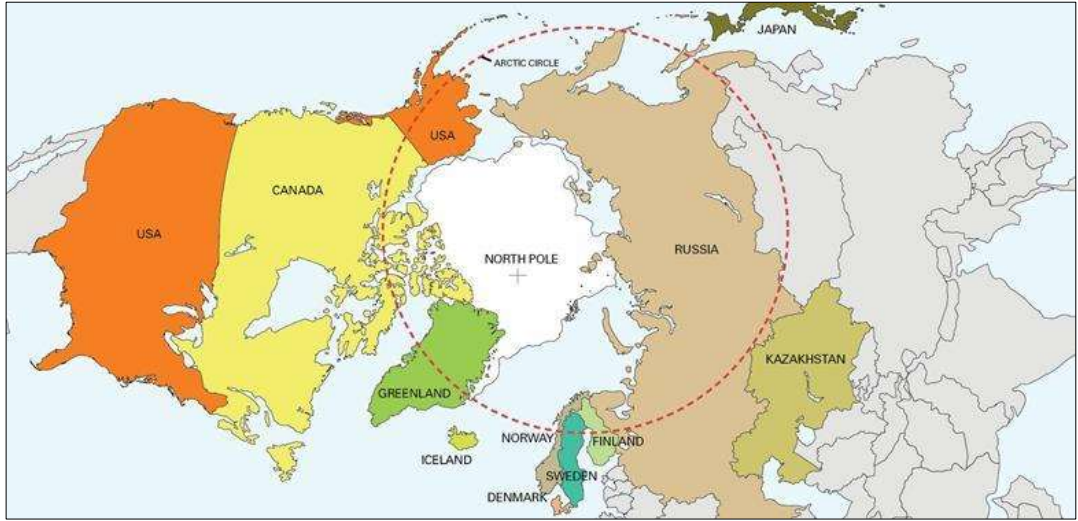 JAPAN
ARCTIC CIRCLE
USA
CANADA
USA
NORTH POLE
RUSSIA
KAZAKHSTAN
GREENLAND
NORWAY
FINLAND
ICELAND
SWEDEN
DENMARK